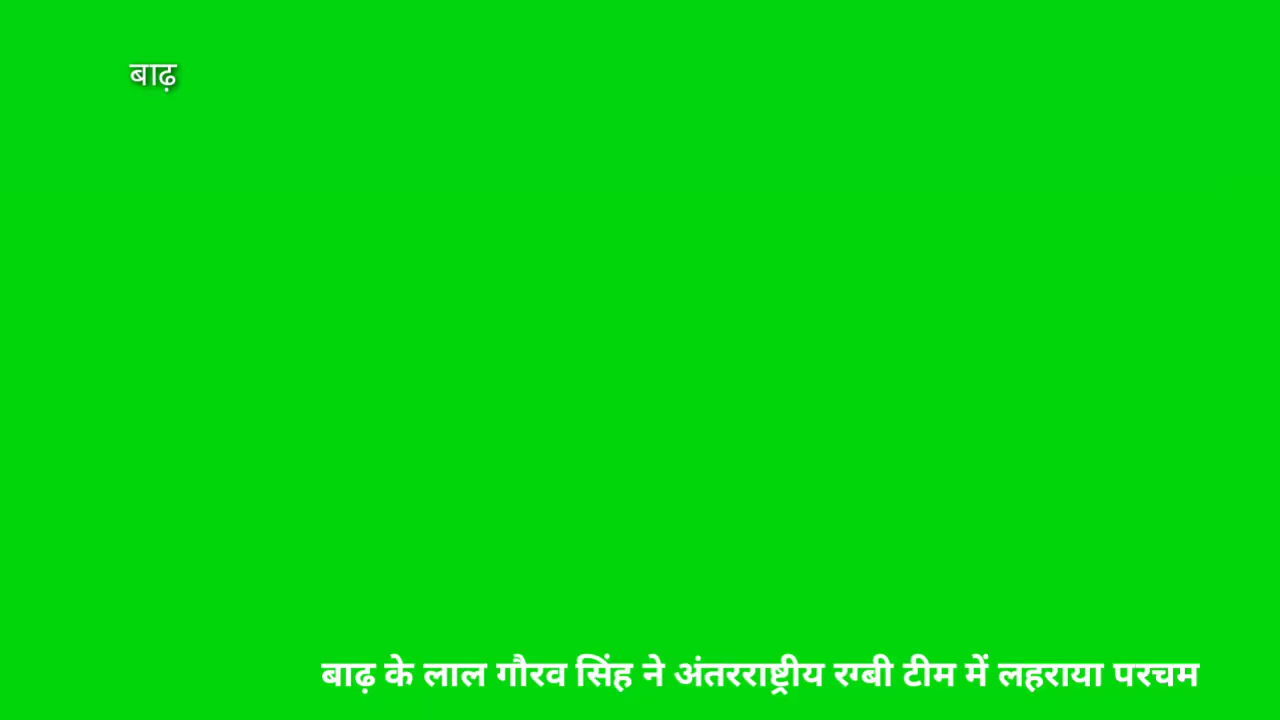 बाढ़
बाढ़ के लाल गौरव सिंह ने अंतरराष्ट्रीय रग्बी टीम में लहराया परचम